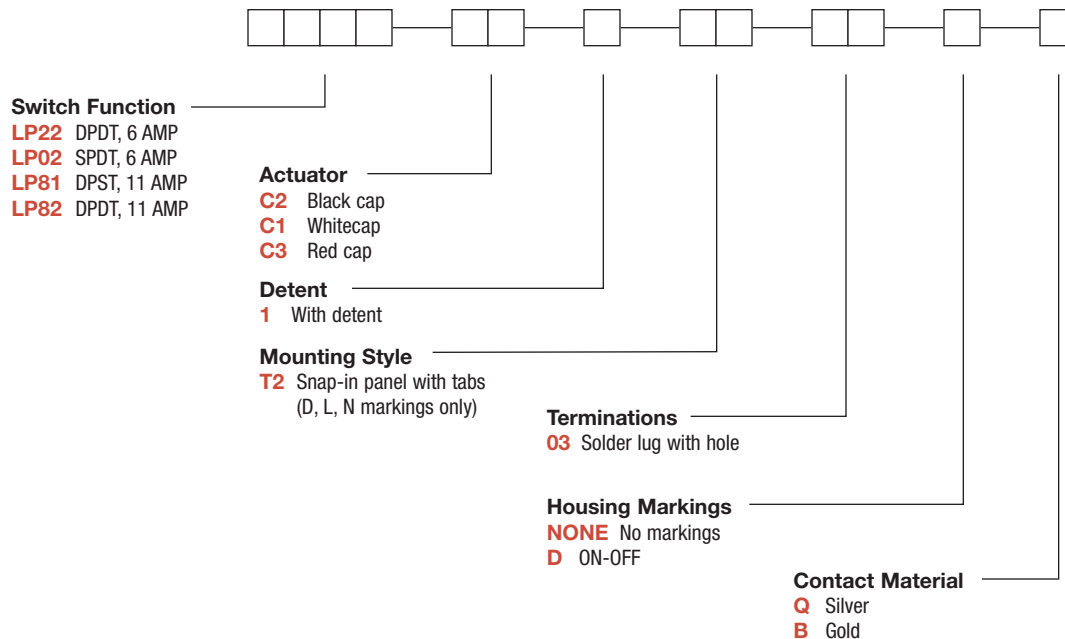 Switch Function
LP22 DPDT, 6 AMP
LP02 SPDT, 6 AMP
LP81 DPST, 11 AMP
LP82 DPDT, 11 AMP
Actuator
C2 Black cap
C1 Whitecap
C3 Red cap
Detent
1 With detent
Mounting Style
T2 Snap-in panel with tabs
(D, L, N markings only)
Terminations
03 Solder lug with hole
Housing Markings
NONE No markings
D ON-OFF
Contact Material
Q Silver
B Gold